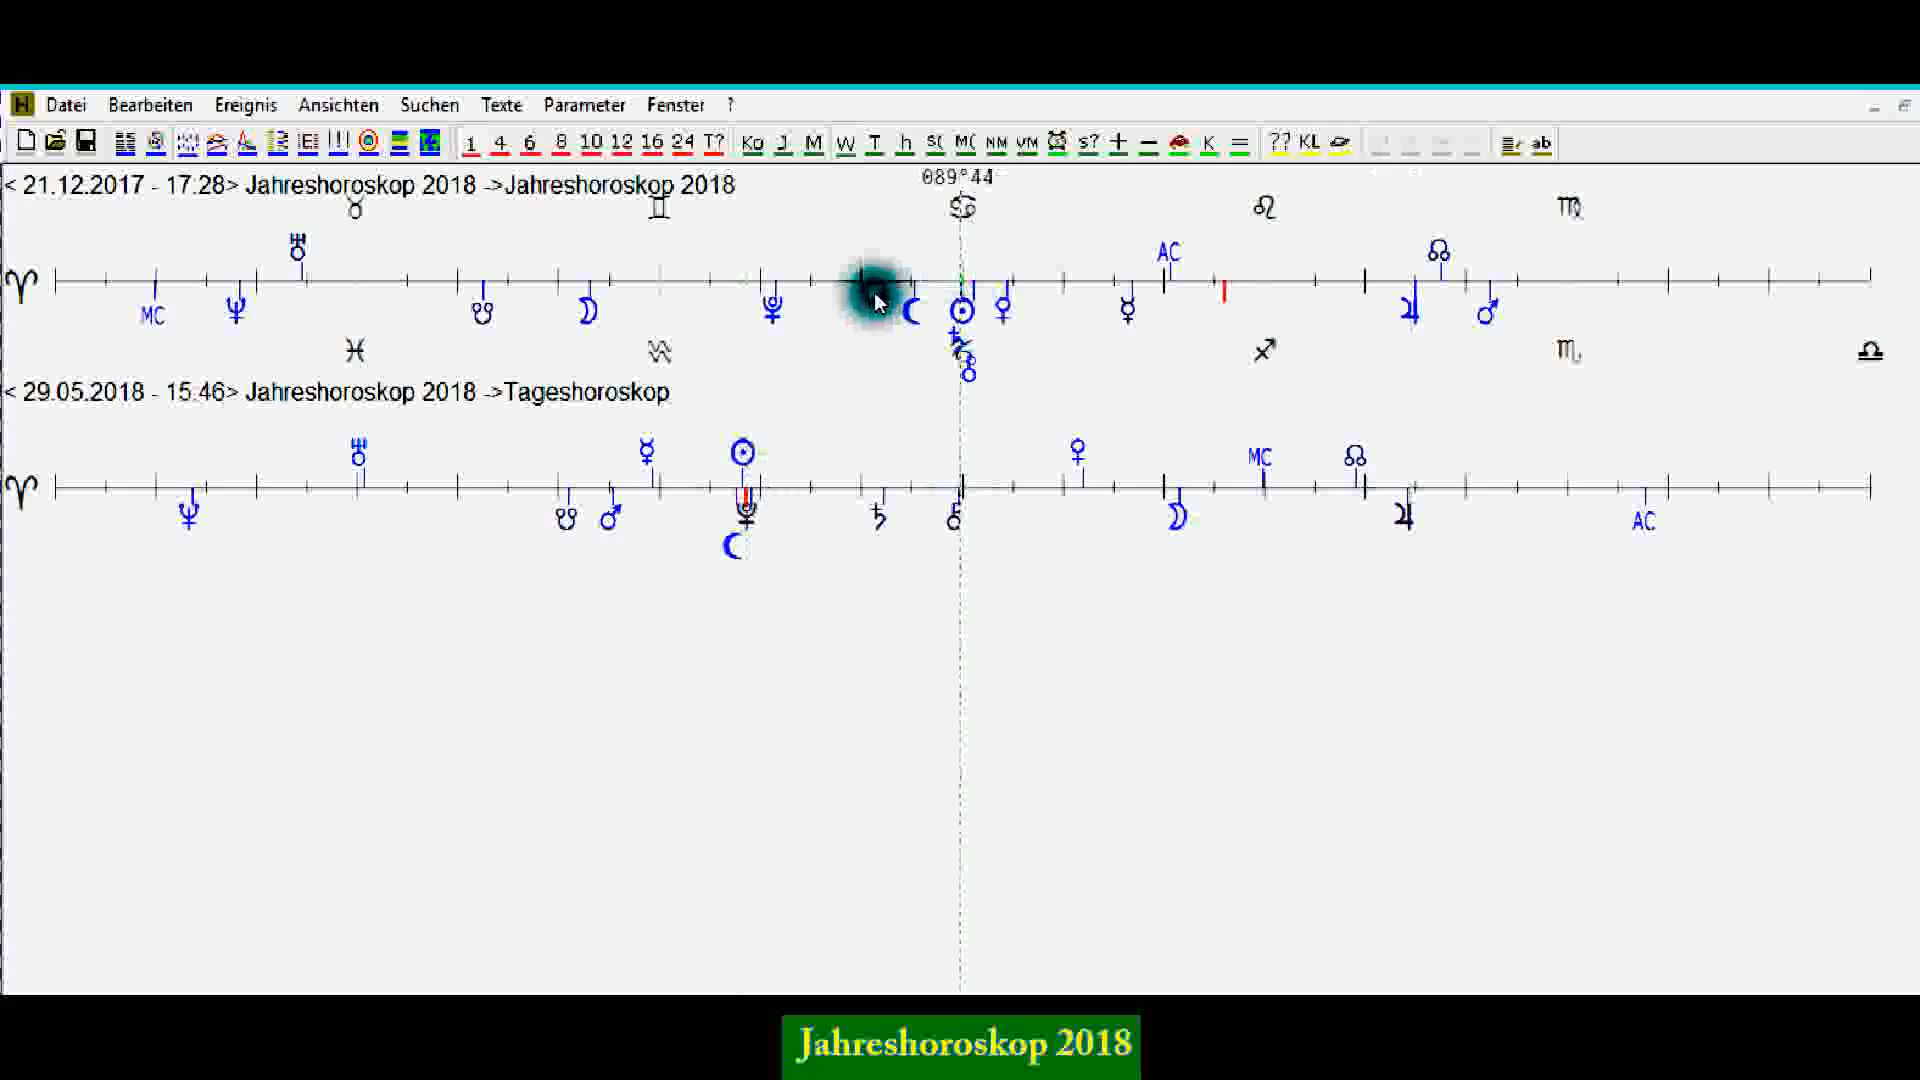 Datei Bearbeiten Ereignis Ansichten Suchen Texte Parameter Fenster ?
1 4 6 8 10 12 16 24 T? Ko J M W T h S( M( NM VM s? + − K = ?? KL ab
< 21.12.2017 - 17:28> Jahreshoroskop 2018 ->Jahreshoroskop 2018
089°44
♉ ♊ ♋ ♌ ♍
AC
♈
MC
♓ ♒ ♐ ♏ ♎
< 29.05.2018 - 15:46> Jahreshoroskop 2018 ->Tageshoroskop
MC
♈
AC
Jahreshoroskop 2018